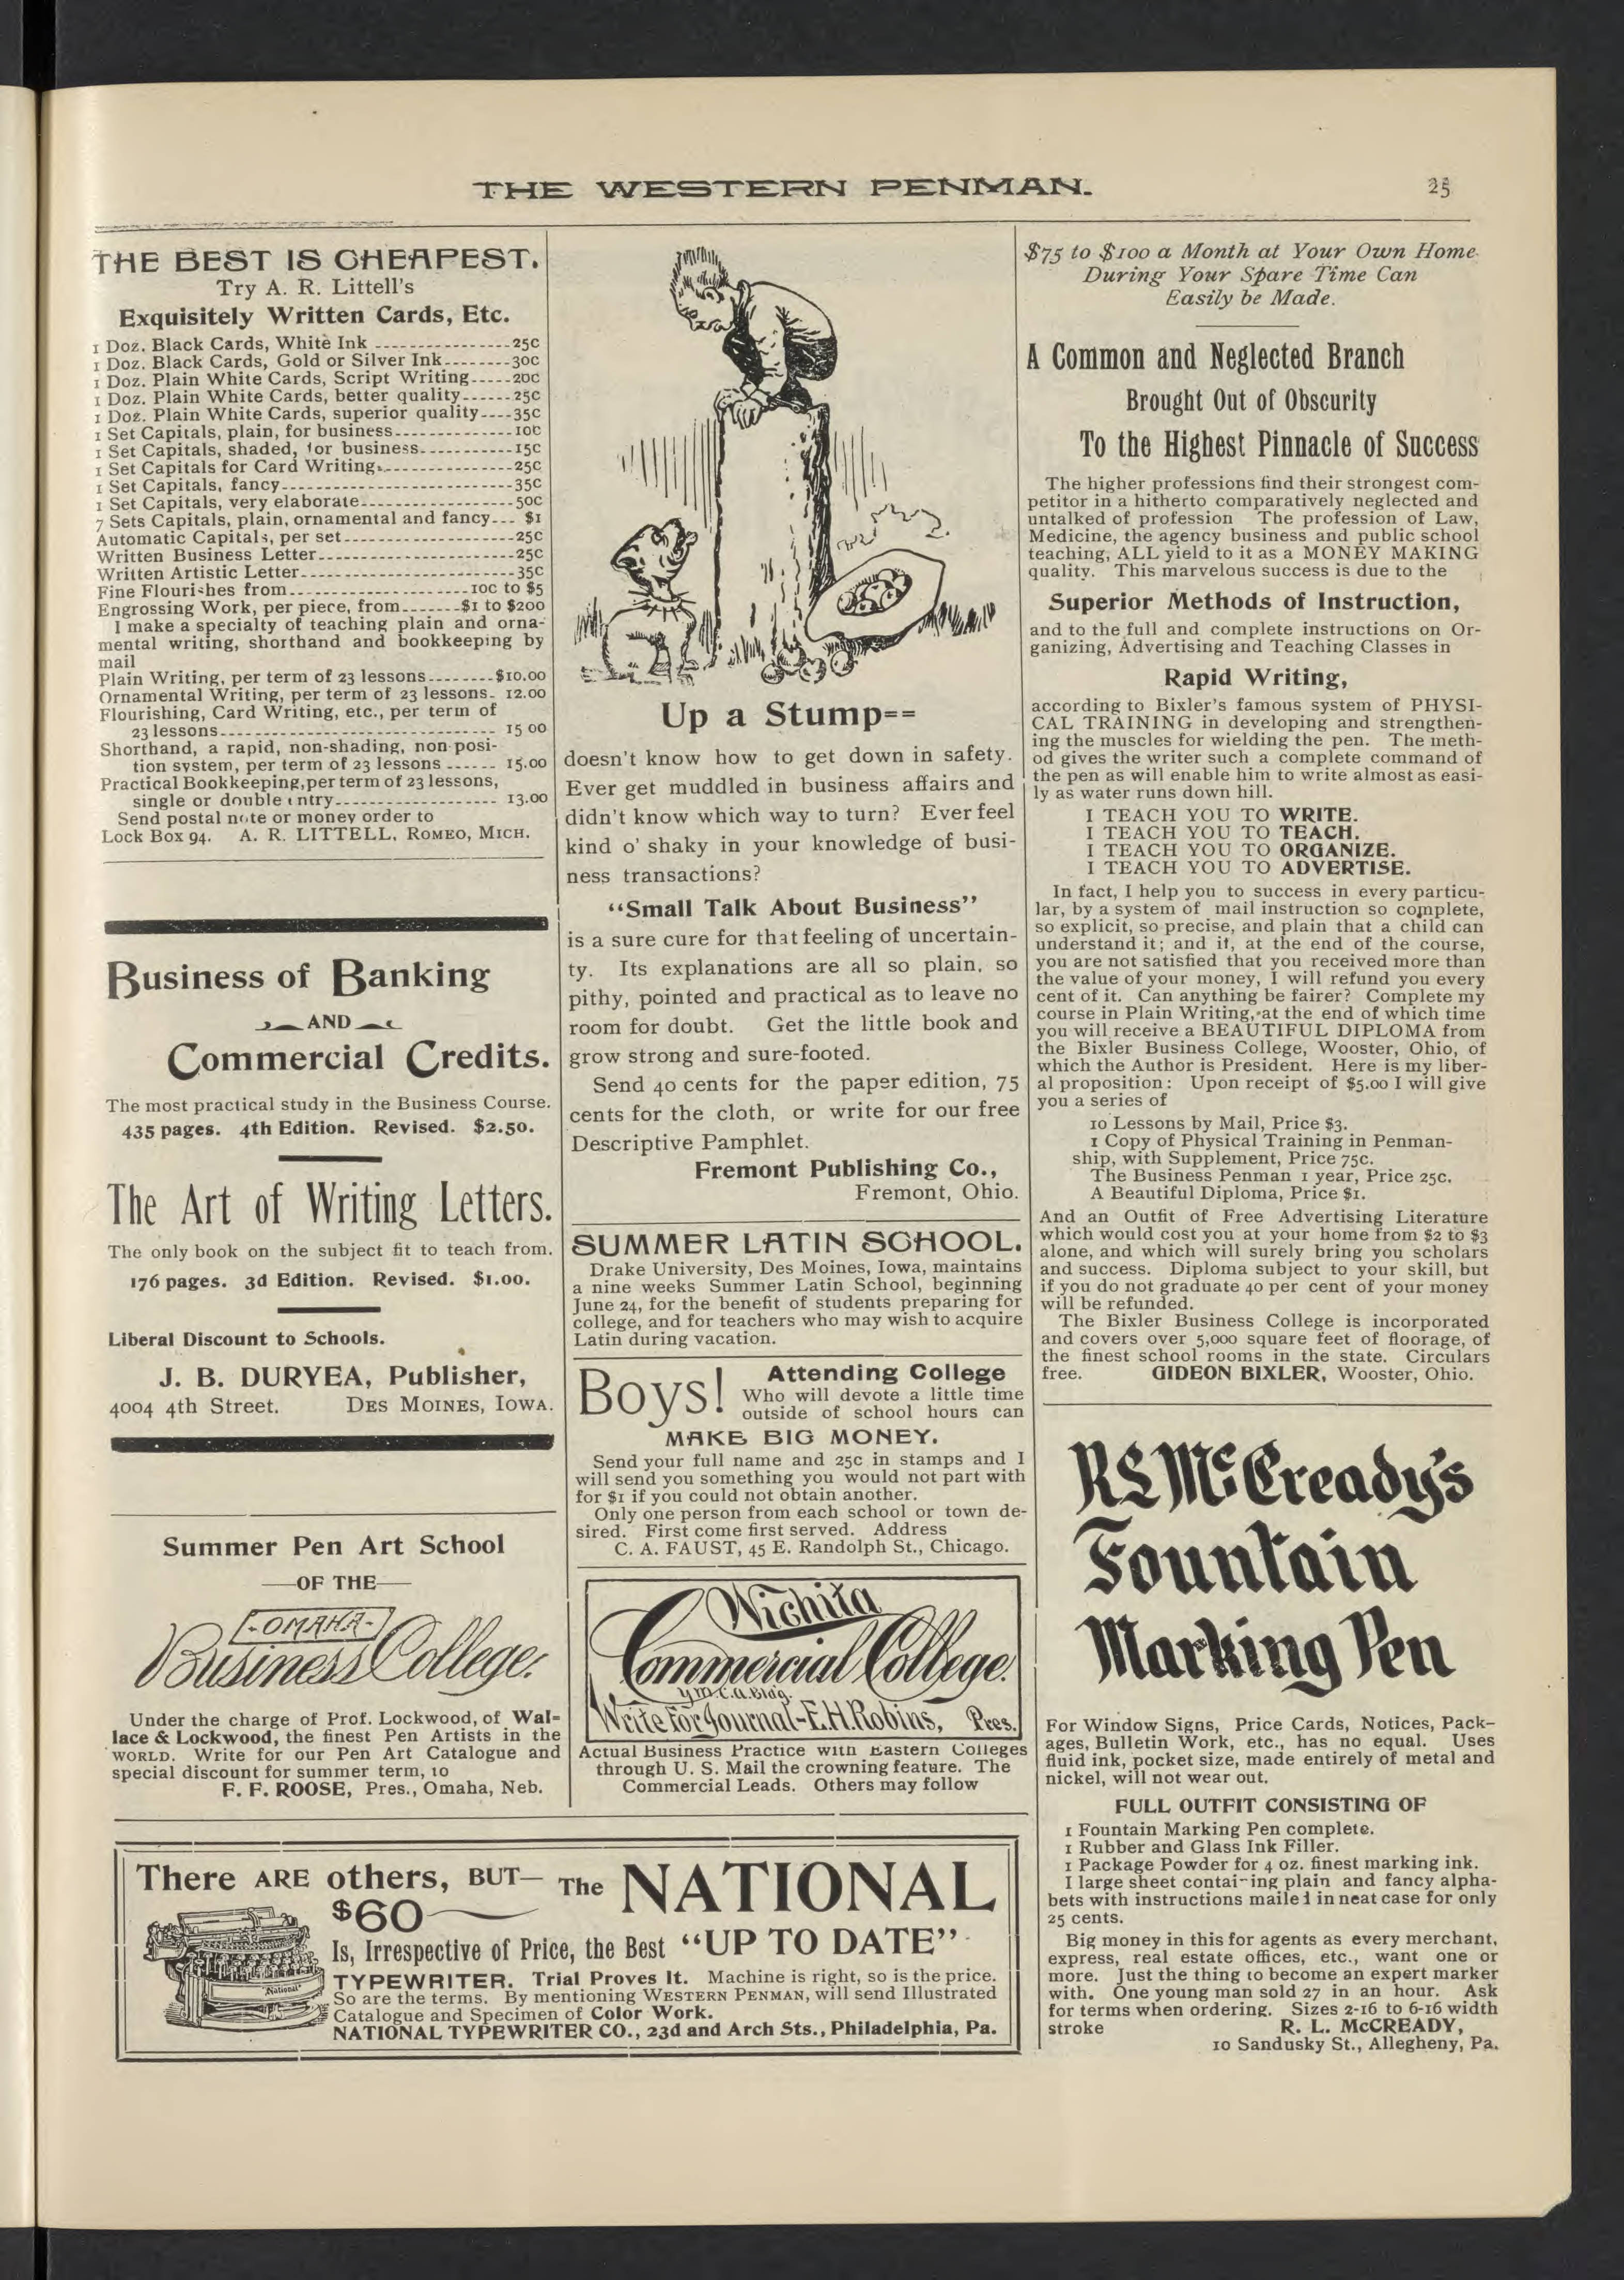 THE WESTERN PENMAN.
25
THE BEST IS CHEAPEST.
Try A. R. Littell's
Exquisitely Written Cards, Etc.
1 Doz. Black Cards, White Ink ---------------- 25c
1 Doz. Black Cards, Gold or Silver Ink-------- 30c
1 Doz. Plain White Cards, Script Writing----- 20c
1 Doz. Plain White Cards, better quality------ 25c
1 Doz. Plain White Cards, superior quality---- 35c
1 Set Capitals, plain, for business-------------- 10c
1 Set Capitals, shaded, for business----------- 15c
1 Set Capitals for Card Writing---------------- 25c
1 Set Capitals, fancy--------------------------- 35c
1 Set Capitals, very elaborate------------------ 50c
7 Sets Capitals, plain, ornamental and fancy--- $1
Automatic Capitals, per set-------------------- 25c
Written Business Letter----------------------- 25c
Written Artistic Letter------------------------- 35c
Fine Flourishes from--------------------- 10c to $5
Engrossing Work, per piece, from------- $1 to $200
I make a specialty of teaching plain and orna-
mental writing, shorthand and bookkeeping by
mail
Plain Writing, per term of 23 lessons-------- $10.00
Ornamental Writing, per term of 23 lessons- 12.00
Flourishing, Card Writing, etc., per term of
23 lessons-------------------------------- 15 00
Shorthand, a rapid, non-shading, non posi-
tion system, per term of 23 lessons ------ 15.00
Practical Bookkeeping, per term of 23 lessons,
single or double entry------------------- 13.00
Send postal note or money order to
Lock Box 94. A. R. LITTELL, ROMEO, MICH.
Business of Banking
AND
Commercial Credits.
The most practical study in the Business Course.
435 pages. 4th Edition. Revised. $2.50.
The Art of Writing Letters.
The only book on the subject fit to teach from.
176 pages. 3d Edition. Revised. $1.00.
Liberal Discount to Schools.
J. B. DURYEA, Publisher,
4004 4th Street. DES MOINES, IOWA.
Summer Pen Art School
—OF THE—
OMAHA
Business College.
Under the charge of Prof. Lockwood, of Wal=
lace & Lockwood, the finest Pen Artists in the
WORLD. Write for our Pen Art Catalogue and
special discount for summer term, to
F. F. ROOSE, Pres., Omaha, Neb.
Up a Stump==
doesn't know how to get down in safety.
Ever get muddled in business affairs and
didn't know which way to turn? Ever feel
kind o' shaky in your knowledge of busi-
ness transactions?
"Small Talk About Business"
is a sure cure for that feeling of uncertain-
ty. Its explanations are all so plain, so
pithy, pointed and practical as to leave no
room for doubt. Get the little book and
grow strong and sure-footed.
Send 40 cents for the paper edition, 75
cents for the cloth, or write for our free
Descriptive Pamphlet.
Fremont Publishing Co.,
Fremont, Ohio.
SUMMER LATIN SCHOOL.
Drake University, Des Moines, Iowa, maintains
a nine weeks Summer Latin School, beginning
June 24, for the benefit of students preparing for
college, and for teachers who may wish to acquire
Latin during vacation.
Boys! Attending College
Who will devote a little time
outside of school hours can
MAKE BIG MONEY.
Send your full name and 25c in stamps and I
will send you something you would not part with
for $1 if you could not obtain another.
Only one person from each school or town de-
sired. First come first served. Address
C. A. FAUST, 45 E. Randolph St., Chicago.
Wichita
Commercial College.
Y.M.C.A. Bldg.
Write for Journal-E.H. Robins, Pres.
Actual Business Practice with Eastern Colleges
through U. S. Mail the crowning feature. The
Commercial Leads. Others may follow
$75 to $100 a Month at Your Own Home
During Your Spare Time Can
Easily be Made.
A Common and Neglected Branch
Brought Out of Obscurity
To the Highest Pinnacle of Success
The higher professions find their strongest com-
petitor in a hitherto comparatively neglected and
untalked of profession The profession of Law,
Medicine, the agency business and public school
teaching, ALL yield to it as a MONEY MAKING
quality. This marvelous success is due to the
Superior Methods of Instruction,
and to the full and complete instructions on Or-
ganizing, Advertising and Teaching Classes in
Rapid Writing,
according to Bixler's famous system of PHYSI-
CAL TRAINING in developing and strengthen-
ing the muscles for wielding the pen. The meth-
od gives the writer such a complete command of
the pen as will enable him to write almost as easi-
ly as water runs down hill.
I TEACH YOU TO WRITE.
I TEACH YOU TO TEACH.
I TEACH YOU TO ORGANIZE.
I TEACH YOU TO ADVERTISE.
In fact, I help you to success in every particu-
lar, by a system of mail instruction so complete,
so explicit, so precise, and plain that a child can
understand it; and if, at the end of the course,
you are not satisfied that you received more than
the value of your money, I will refund you every
cent of it. Can anything be fairer? Complete my
course in Plain Writing, at the end of which time
you will receive a BEAUTIFUL DIPLOMA from
the Bixler Business College, Wooster, Ohio, of
which the Author is President. Here is my liber-
al proposition: Upon receipt of $5.00 I will give
you a series of
10 Lessons by Mail, Price $3.
1 Copy of Physical Training in Penman-
ship, with Supplement, Price 75c.
The Business Penman 1 year, Price 25c.
A Beautiful Diploma, Price $1.
And an Outfit of Free Advertising Literature
which would cost you at your home from $2 to $3
alone, and which will surely bring you scholars
and success. Diploma subject to your skill, but
if you do not graduate 40 per cent of your money
will be refunded.
The Bixler Business College is incorporated
and covers over 5,000 square feet of floorage, of
the finest school rooms in the state. Circulars
free. GIDEON BIXLER, Wooster, Ohio.
RL McCready's
Fountain
Marking Pen
For Window Signs, Price Cards, Notices, Pack-
ages, Bulletin Work, etc., has no equal. Uses
fluid ink, pocket size, made entirely of metal and
nickel, will not wear out.
FULL OUTFIT CONSISTING OF
1 Fountain Marking Pen complete.
1 Rubber and Glass Ink Filler.
1 Package Powder for 4 oz. finest marking ink.
I large sheet containing plain and fancy alpha-
bets with instructions mailed in neat case for only
25 cents.
Big money in this for agents as every merchant,
express, real estate offices, etc., want one or
more. Just the thing to become an expert marker
with. One young man sold 27 in an hour. Ask
for terms when ordering. Sizes 2-16 to 6-16 width
stroke R. L. McCREADY,
10 Sandusky St., Allegheny, Pa.
There ARE others, BUT— The NATIONAL
$60
Is, Irrespective of Price, the Best "UP TO DATE"
TYPEWRITER. Trial Proves It. Machine is right, so is the price.
So are the terms. By mentioning WESTERN PENMAN, will send Illustrated
Catalogue and Specimen of Color Work.
NATIONAL TYPEWRITER CO., 23d and Arch Sts., Philadelphia, Pa.
"National"